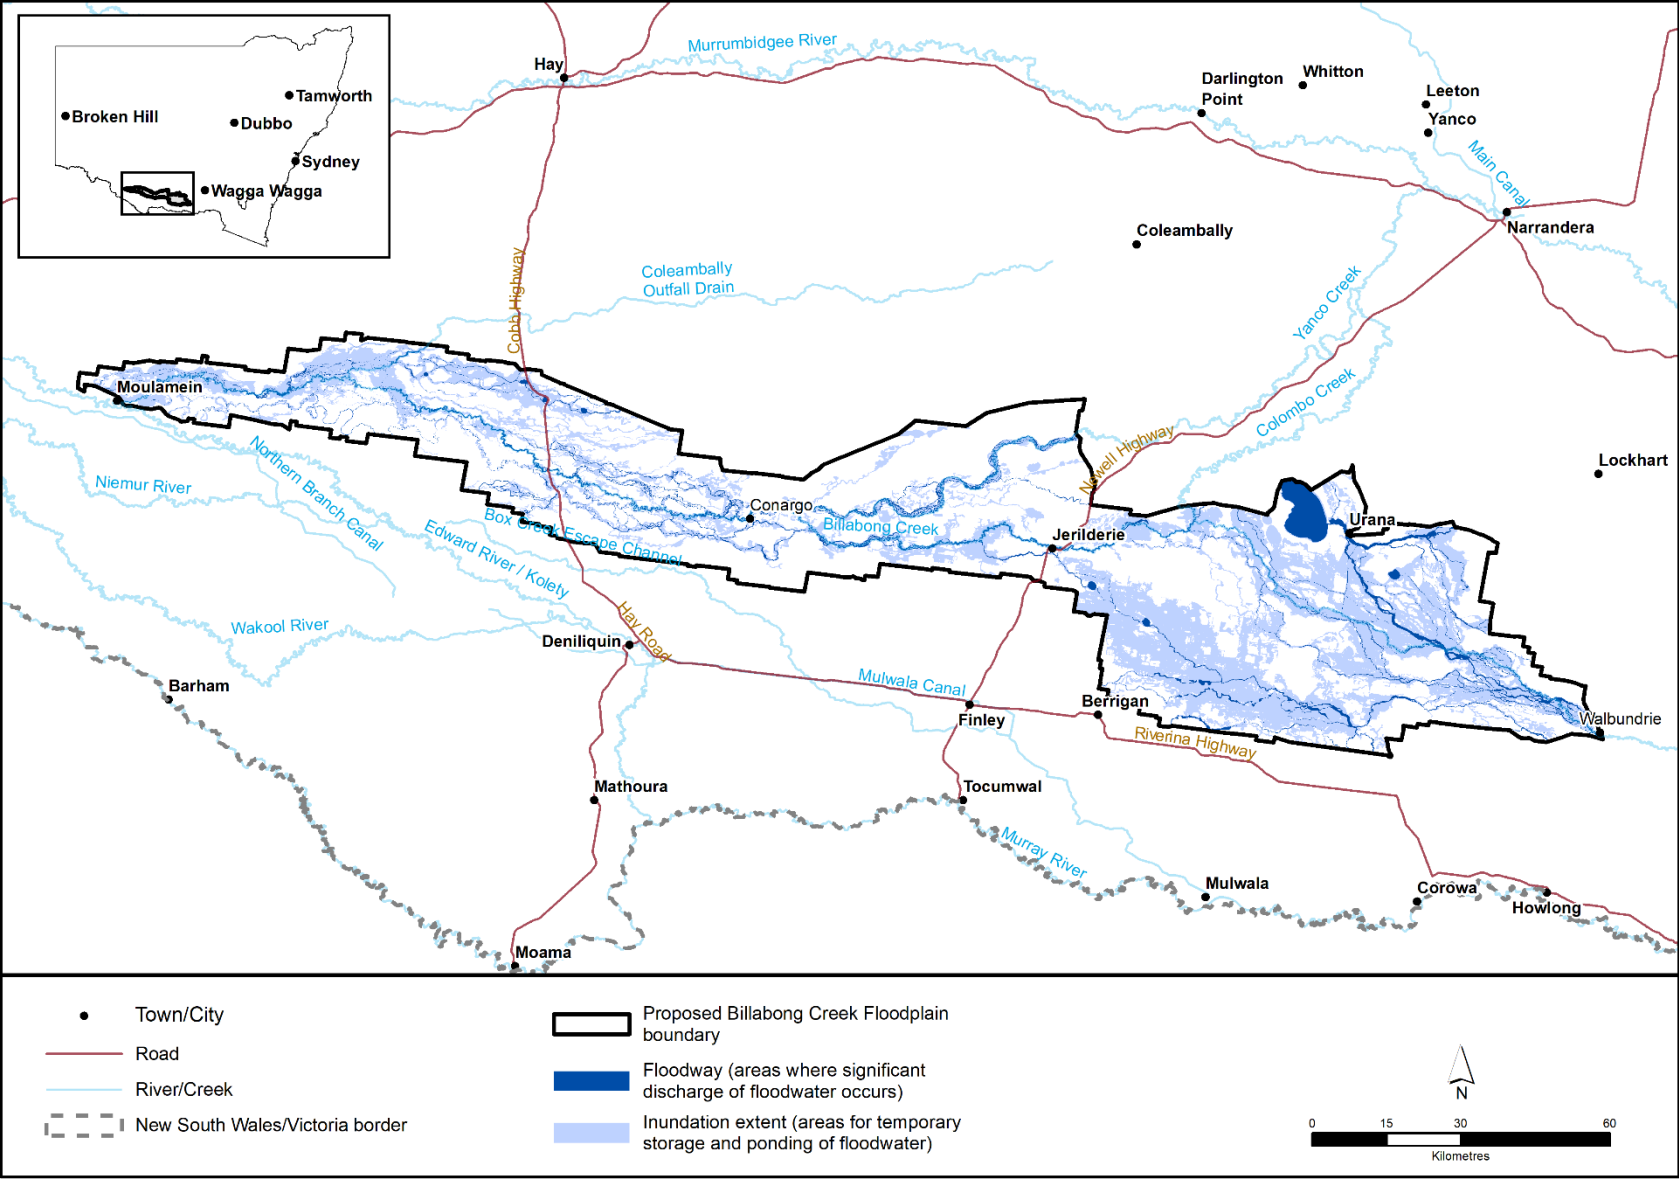 Broken Hill
Tamworth
Dubbo
Sydney
Wagga Wagga
Hay
Murrumbidgee River
Darlington
Point
Whitton
Leeton
Yanco
Main Canal
Narrandera
Coleambally
Coleambally
Outfall Drain
Cobb Highway
Yanco Creek
Colombo Creek
Newell Highway
Lockhart
Moulamein
Northern Branch Canal
Niemur River
Edward River / Kolety
Box Creek Escape Channel
Conargo
Billabong Creek
Jerilderie
Urana
Wakool River
Hay Road
Deniliquin
Barham
Mulwala Canal
Finley
Berrigan
Riverina Highway
Walbundrie
Mathoura
Tocumwal
Murray River
Mulwala
Corowa
Howlong
Moama
Town/City
Road
River/Creek
New South Wales/Victoria border
Proposed Billabong Creek Floodplain
boundary
Floodway (areas where significant
discharge of floodwater occurs)
Inundation extent (areas for temporary
storage and ponding of floodwater)
N
0 15 30 60
Kilometres